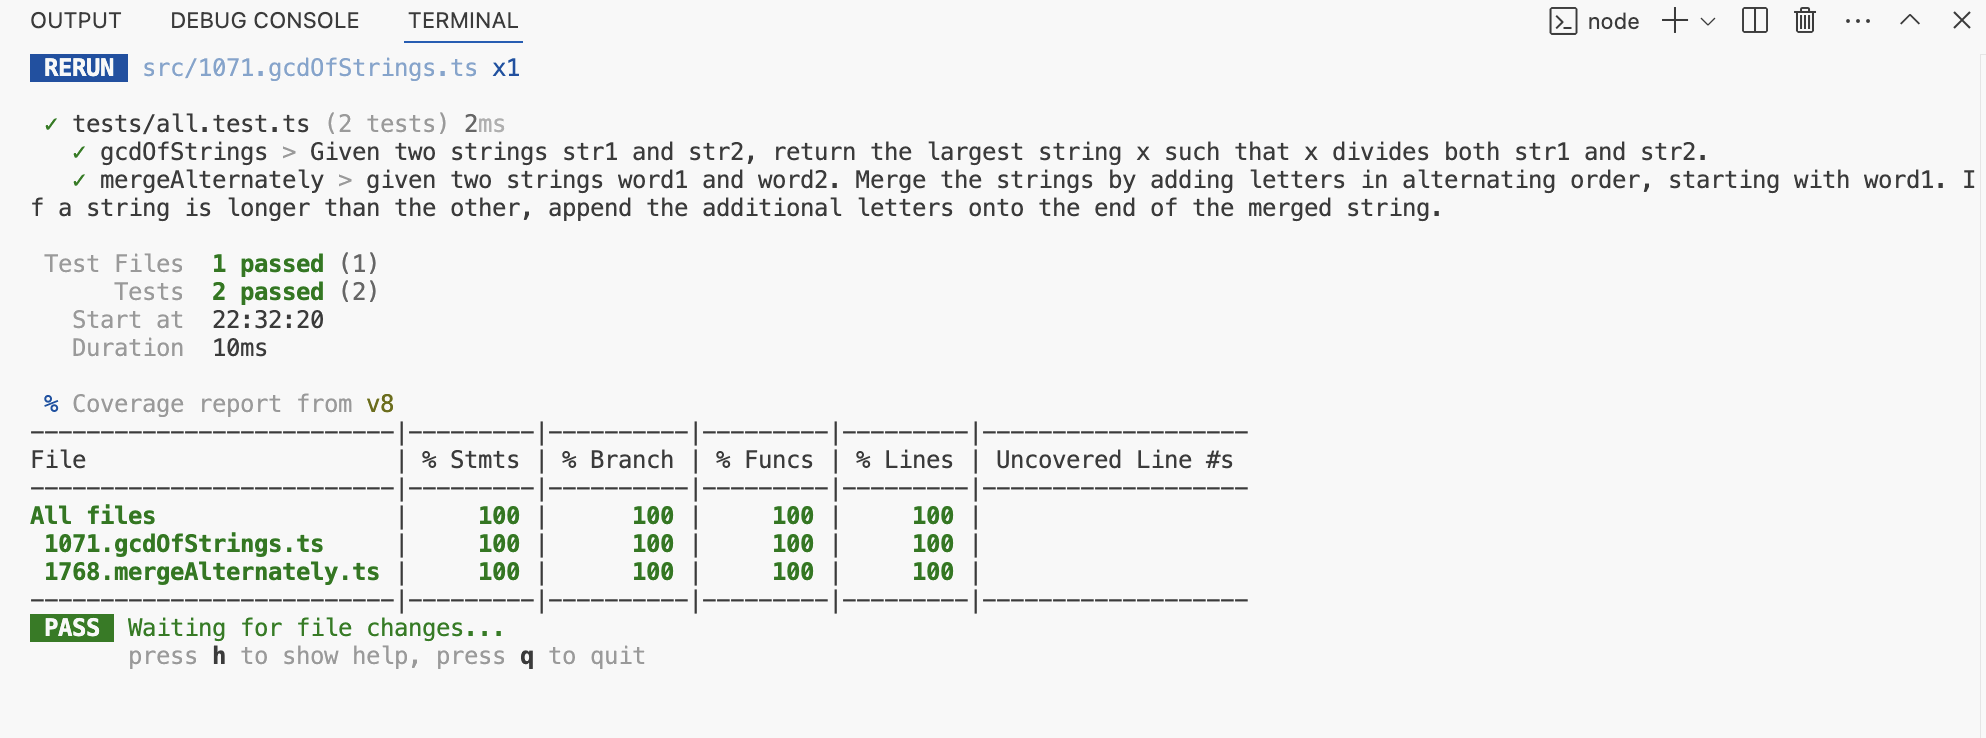 OUTPUT DEBUG CONSOLE TERMINAL node
RERUN src/1071.gcdOfStrings.ts x1
✓ tests/all.test.ts (2 tests) 2ms
✓ gcdOfStrings > Given two strings str1 and str2, return the largest string x such that x divides both str1 and str2.
✓ mergeAlternately > given two strings word1 and word2. Merge the strings by adding letters in alternating order, starting with word1. I
f a string is longer than the other, append the additional letters onto the end of the merged string.
Test Files 1 passed (1)
Tests 2 passed (2)
Start at 22:32:20
Duration 10ms
% Coverage report from v8
--------------------------|---------|----------|---------|---------|-------------------
File | % Stmts | % Branch | % Funcs | % Lines | Uncovered Line #s
--------------------------|---------|----------|---------|---------|-------------------
All files | 100 | 100 | 100 | 100 |
1071.gcdOfStrings.ts | 100 | 100 | 100 | 100 |
1768.mergeAlternately.ts | 100 | 100 | 100 | 100 |
--------------------------|---------|----------|---------|---------|-------------------
PASS Waiting for file changes...
press h to show help, press q to quit